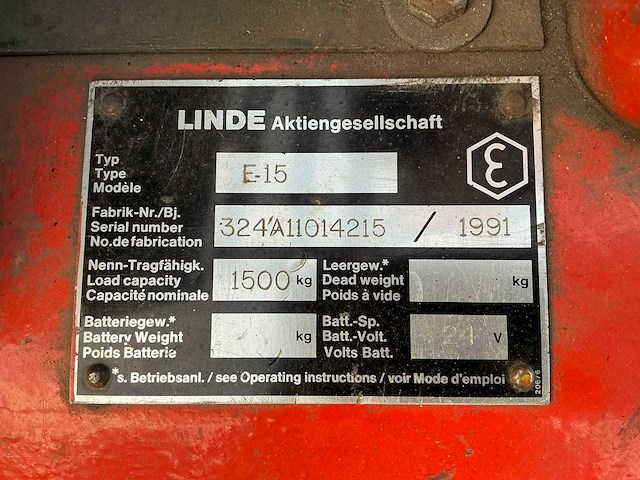 LINDE Aktiengesellschaft
Typ
Type
Modèle
E-15
Fabrik-Nr./Bj.
Serial number
No.de fabrication
324A11014215 / 1991
Nenn-Tragfähigk.
Load capacity
Capacité nominale
1500 kg
Leergew.*
Dead weight
Poids à vide
kg
Batteriegew.*
Battery Weight
Poids Batterie
kg
Batt.-Sp.
Batt.-Volt.
Volts Batt.
24 V
*s. Betriebsanl. / see Operating instructions / voir Mode d'emploi